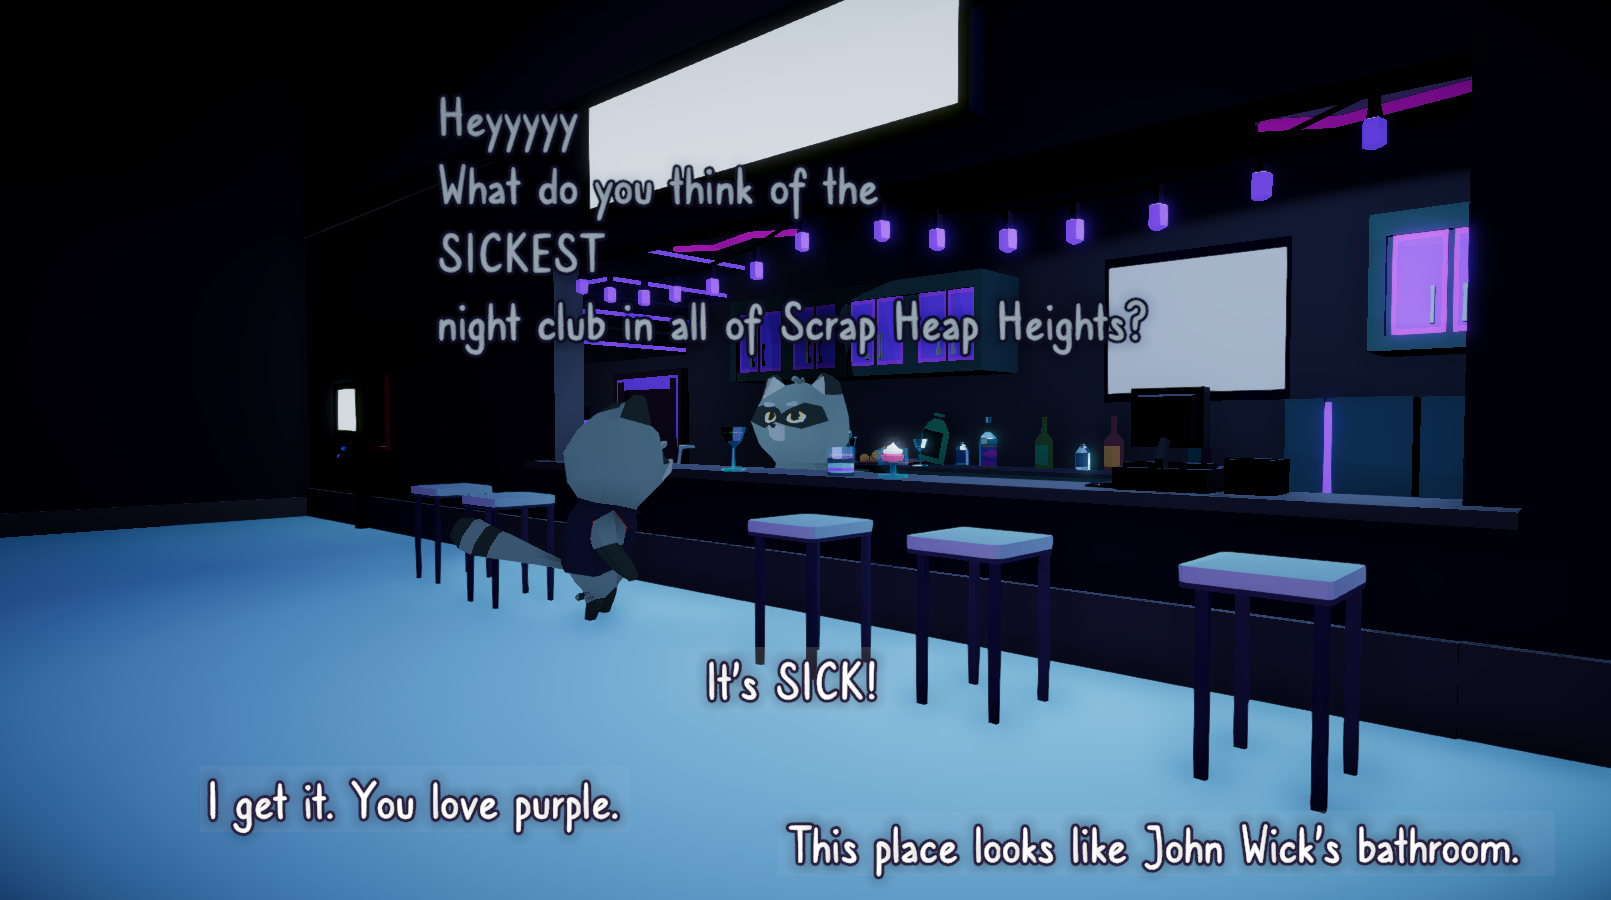 Heyyyyy
What do you think of the
SICKEST
night club in all of Scrap Heap Heights?
It's SICK!
I get it. You love purple.
This place looks like John Wick's bathroom.